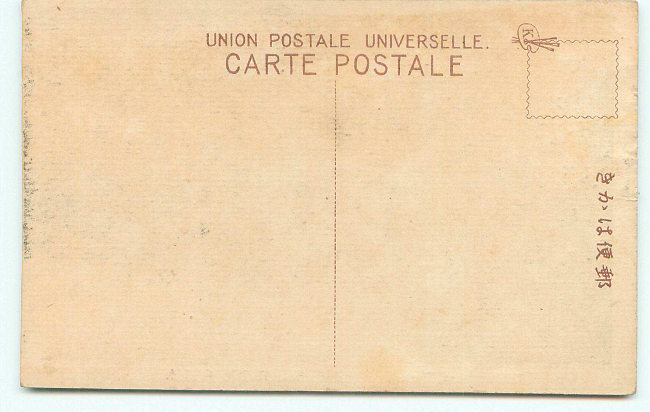 UNION POSTALE UNIVERSELLE.
CARTE POSTALE
K
きかは便郵